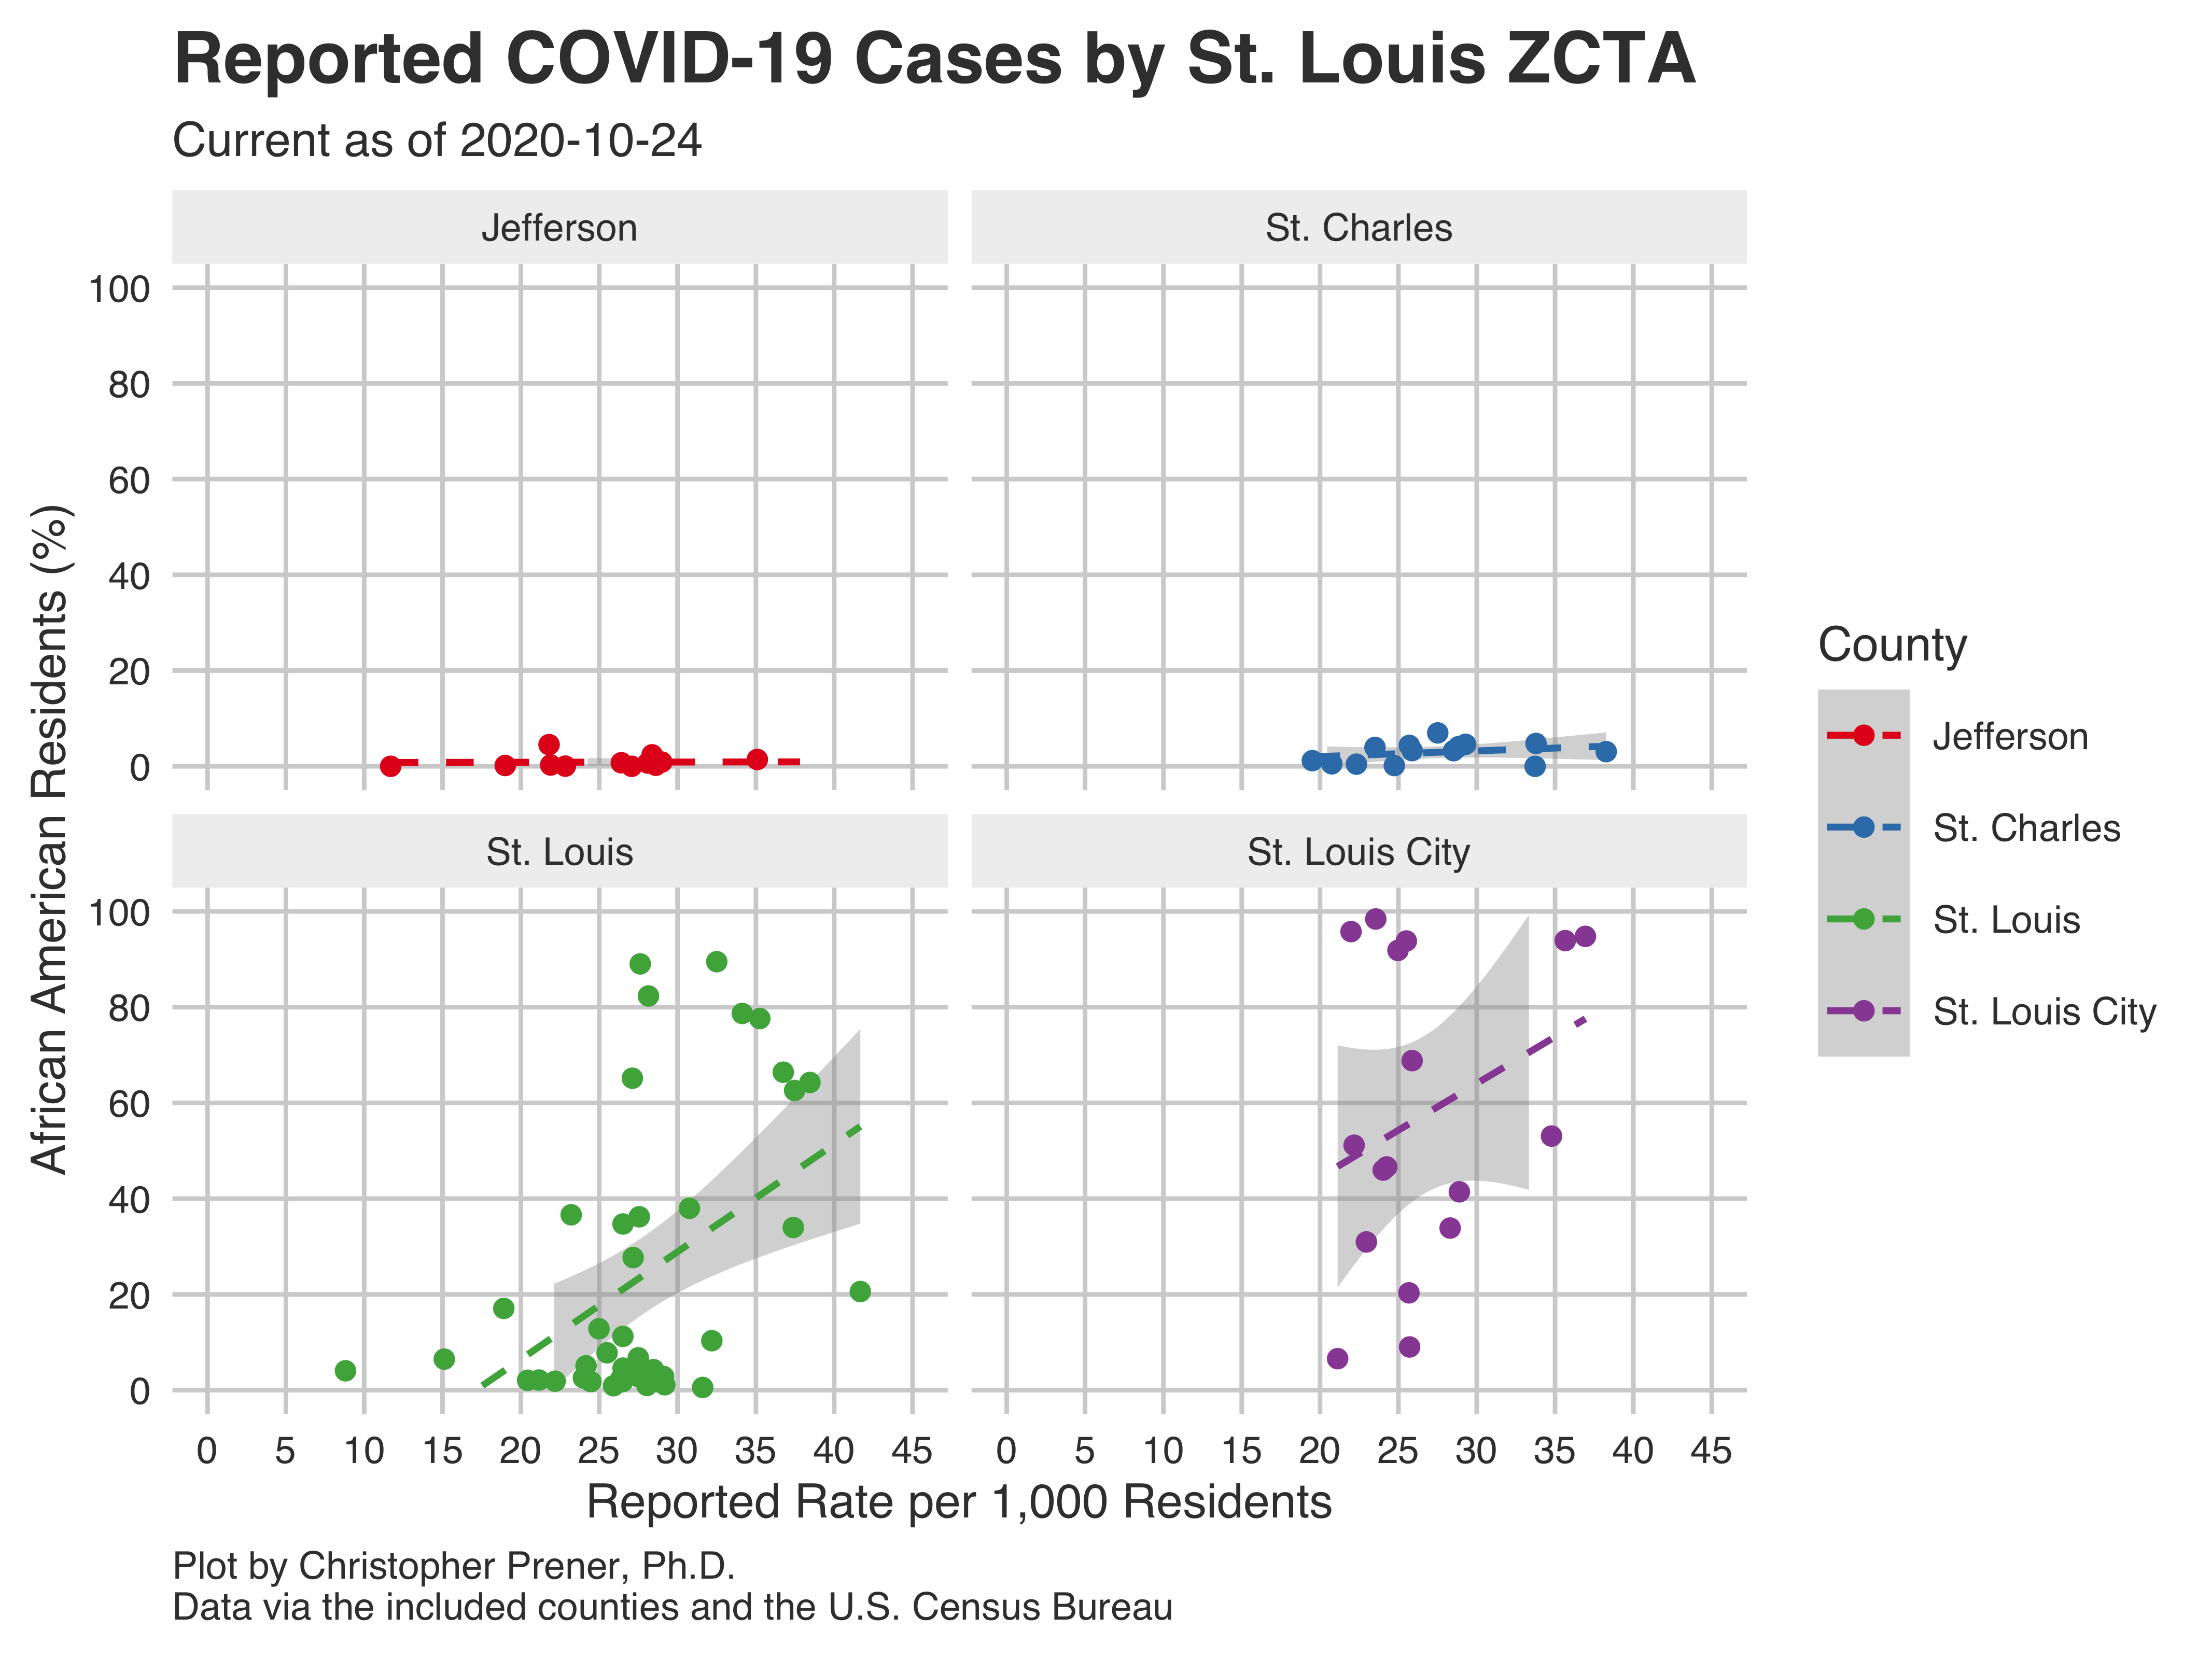 Reported COVID-19 Cases by St. Louis ZCTA
Current as of 2020-10-24
Jefferson
St. Charles
100
80
60
40
20
0
St. Louis
St. Louis City
100
80
60
40
20
0
0 5 10 15 20 25 30 35 40 45
0 5 10 15 20 25 30 35 40 45
African American Residents (%)
Reported Rate per 1,000 Residents
County
Jefferson
St. Charles
St. Louis
St. Louis City
Plot by Christopher Prener, Ph.D.
Data via the included counties and the U.S. Census Bureau